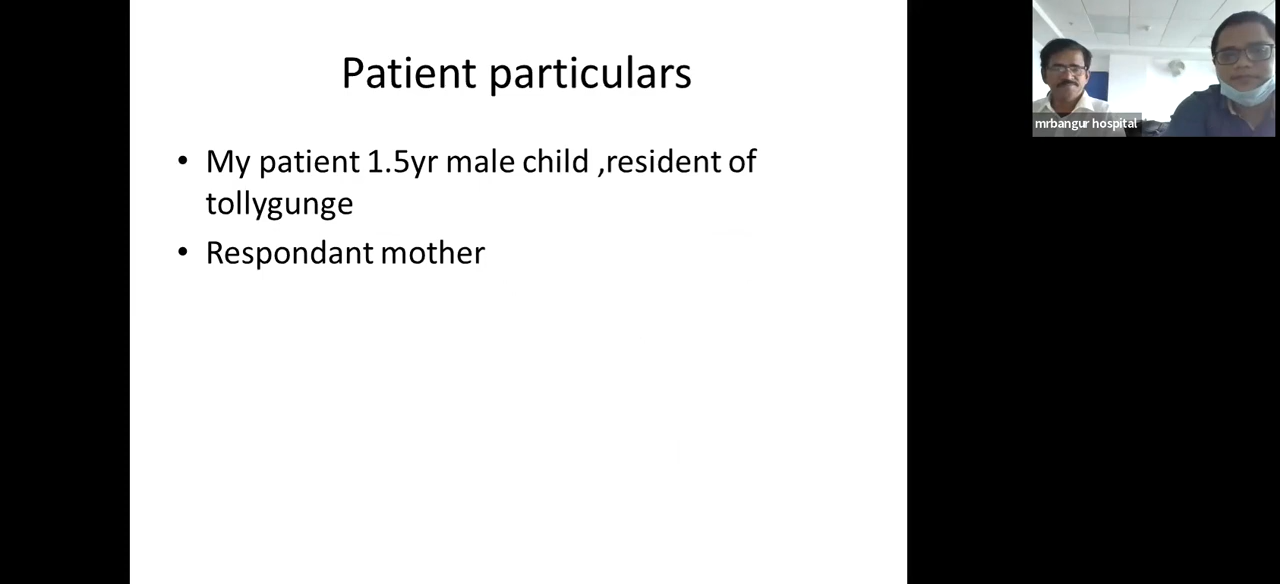 Patient particulars
• My patient 1.5yr male child ,resident of
tollygunge
• Respondant mother
mrbangur hospital